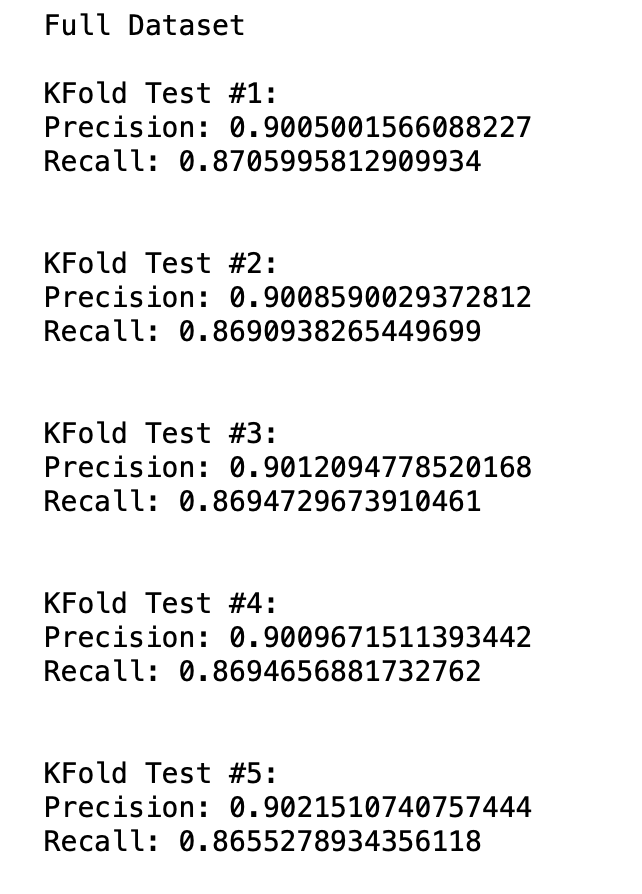 Full Dataset
KFold Test #1:
Precision: 0.9005001566088227
Recall: 0.8705995812909934
KFold Test #2:
Precision: 0.9008590029372812
Recall: 0.8690938265449699
KFold Test #3:
Precision: 0.9012094778520168
Recall: 0.8694729673910461
KFold Test #4:
Precision: 0.9009671511393442
Recall: 0.8694656881732762
KFold Test #5:
Precision: 0.9021510740757444
Recall: 0.8655278934356118